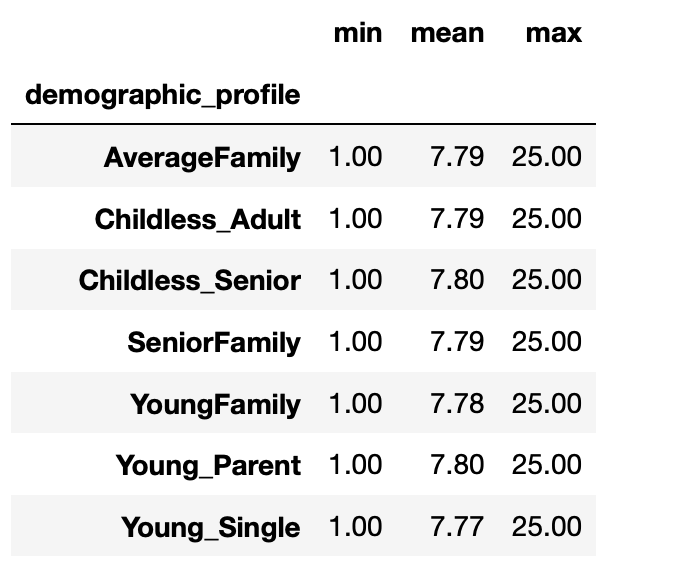 min mean max
demographic_profile
AverageFamily 1.00 7.79 25.00
Childless_Adult 1.00 7.79 25.00
Childless_Senior 1.00 7.80 25.00
SeniorFamily 1.00 7.79 25.00
YoungFamily 1.00 7.78 25.00
Young_Parent 1.00 7.80 25.00
Young_Single 1.00 7.77 25.00